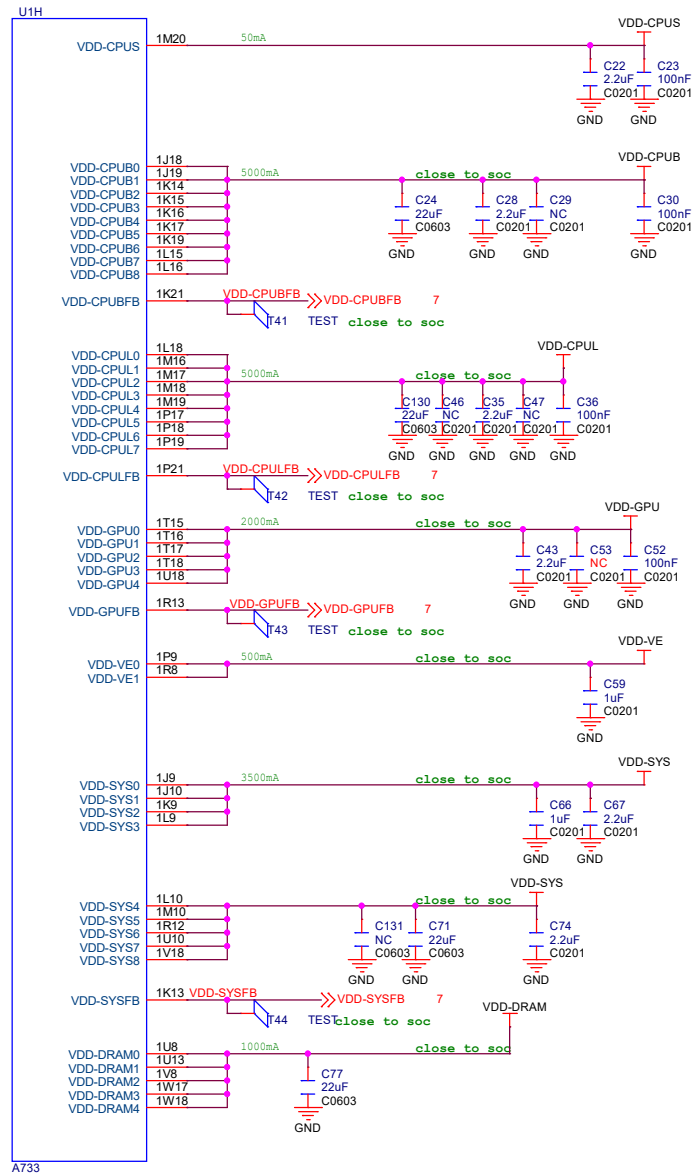 U1H
VDD-CPUS
VDD-CPUS 1M20 50mA
C22 C23
2.2uF 100nF
C0201 C0201
GND GND
VDD-CPUB
VDD-CPUB0 1J18
VDD-CPUB1 1J19 5000mA close to soc
VDD-CPUB2 1K14
VDD-CPUB3 1K15
VDD-CPUB4 1K16
VDD-CPUB5 1K17
VDD-CPUB6 1K19
VDD-CPUB7 1L15
VDD-CPUB8 1L16
C24 C28 C29 C30
22uF 2.2uF NC 100nF
C0603 C0201 C0201 C0201
GND GND GND GND
VDD-CPUBFB 1K21 VDD-CPUBFB VDD-CPUBFB 7
T41 TEST close to soc
VDD-CPUL
VDD-CPUL0 1L18
VDD-CPUL1 1M16
VDD-CPUL2 1M17 5000mA close to soc
VDD-CPUL3 1M18
VDD-CPUL4 1M19
VDD-CPUL5 1P17
VDD-CPUL6 1P18
VDD-CPUL7 1P19
C130 C46 C35 C47 C36
22uF NC 2.2uF NC 100nF
C0603 C0201 C0201 C0201 C0201
GND GND GND GND GND
VDD-CPULFB 1P21 VDD-CPULFB VDD-CPULFB 7
T42 TEST close to soc
VDD-GPU
VDD-GPU0 1T15 2000mA close to soc
VDD-GPU1 1T16
VDD-GPU2 1T17
VDD-GPU3 1T18
VDD-GPU4 1U18
C43 C53 C52
2.2uF NC 100nF
C0201 C0201 C0201
GND GND GND
VDD-GPUFB 1R13 VDD-GPUFB VDD-GPUFB 7
T43 TEST close to soc
VDD-VE
VDD-VE0 1P9 500mA close to soc
VDD-VE1 1R8
C59
1uF
C0201
GND
VDD-SYS
VDD-SYS0 1J9 3500mA close to soc
VDD-SYS1 1J10
VDD-SYS2 1K9
VDD-SYS3 1L9
C66 C67
1uF 2.2uF
C0201 C0201
GND GND
VDD-SYS
VDD-SYS4 1L10 close to soc
VDD-SYS5 1M10
VDD-SYS6 1R12
VDD-SYS7 1U10
VDD-SYS8 1V18
C131 C71 C74
NC 22uF 2.2uF
C0603 C0603 C0201
GND GND GND
VDD-SYSFB 1K13 VDD-SYSFB VDD-SYSFB 7
T44 TEST close to soc
VDD-DRAM
VDD-DRAM0 1U8 1000mA close to soc
VDD-DRAM1 1U13
VDD-DRAM2 1V8
VDD-DRAM3 1W17
VDD-DRAM4 1W18
C77
22uF
C0603
GND
A733